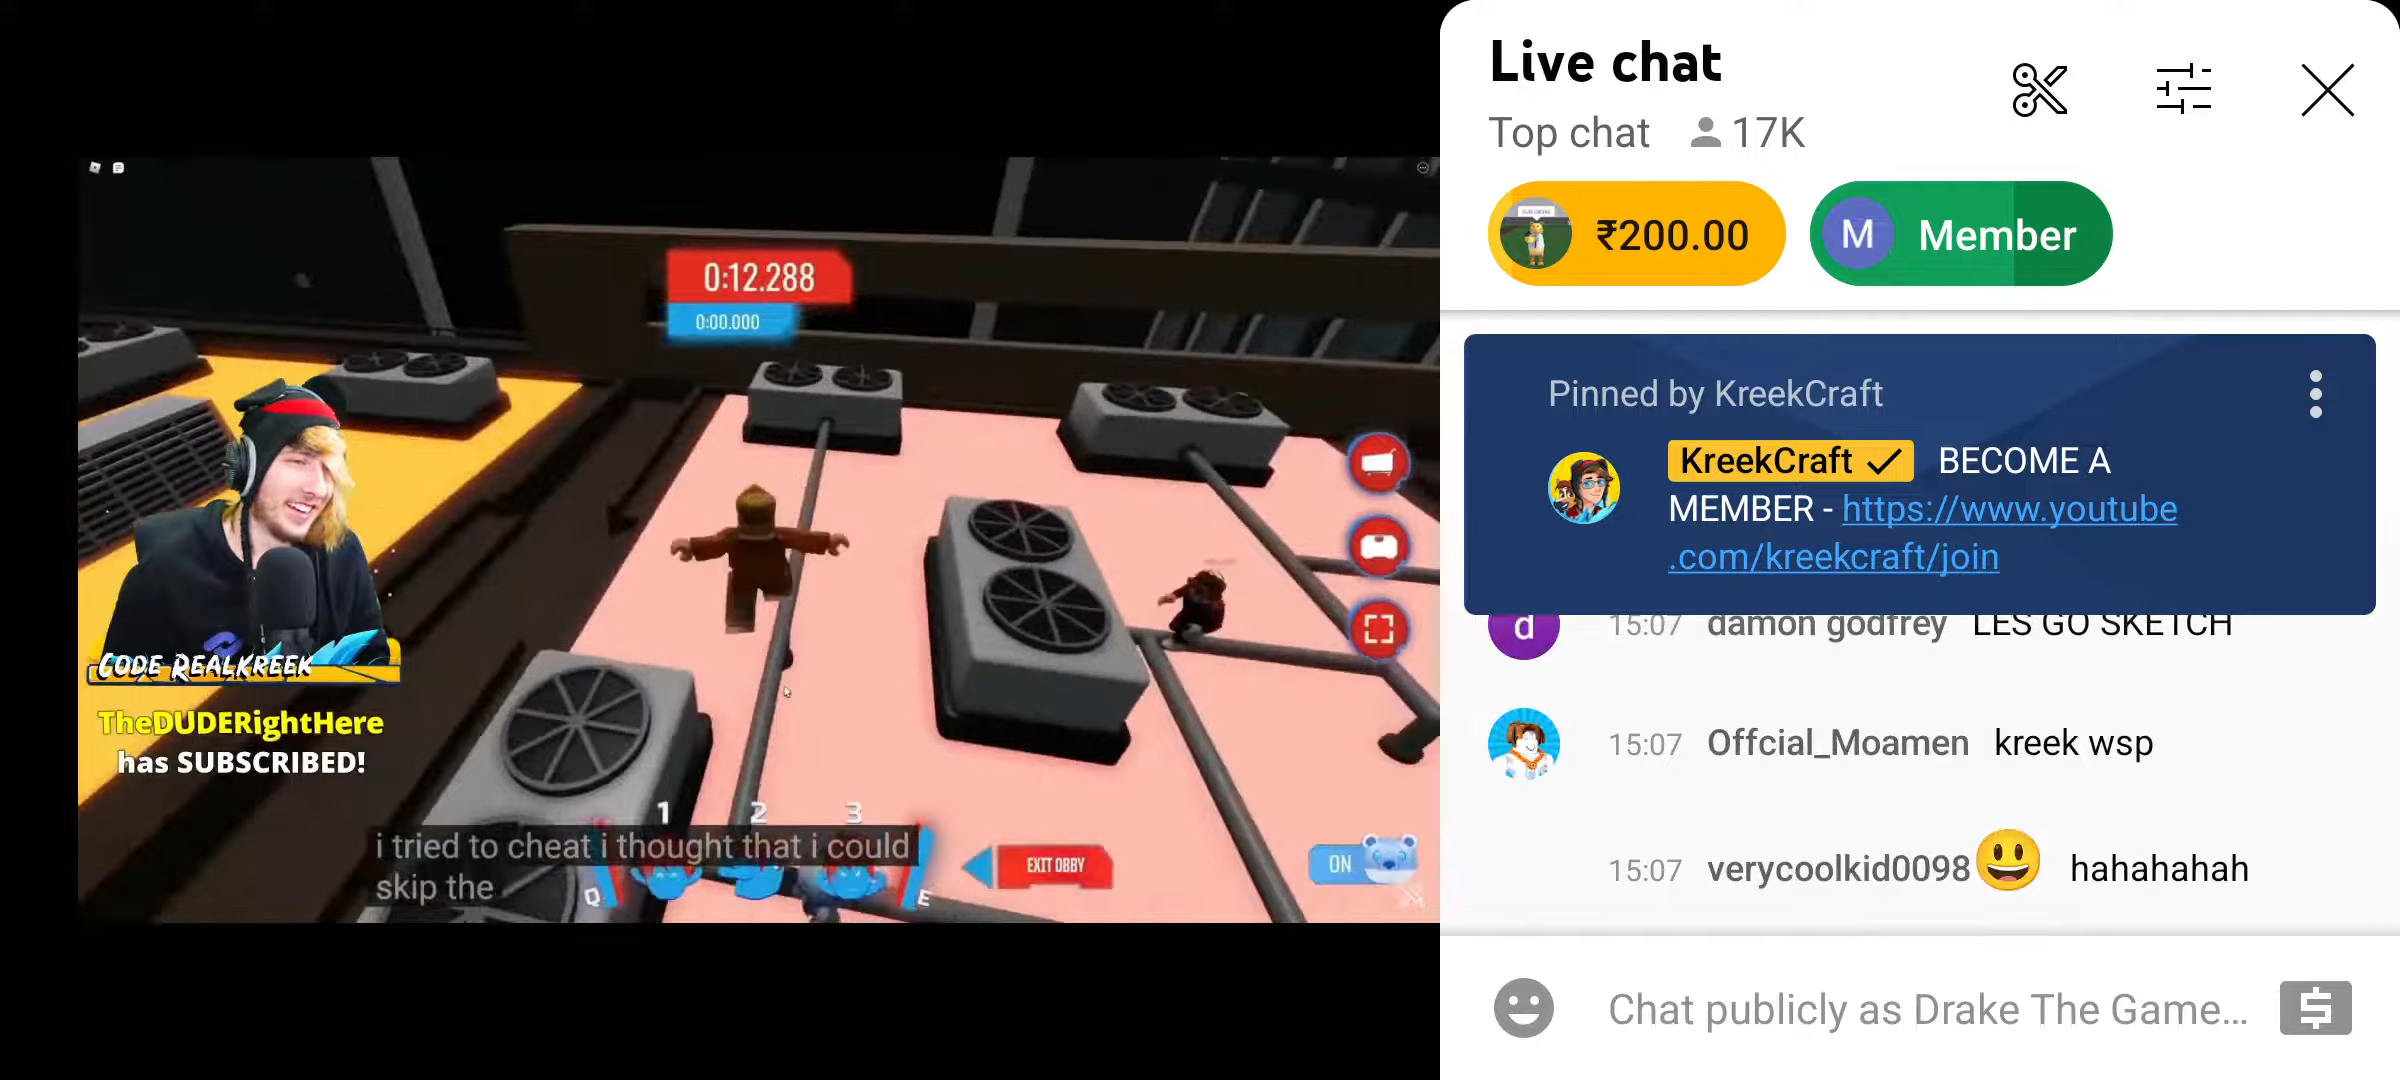 0:12.288
0:00.000
CODE REALKREEK
TheDUDERightHere
has SUBSCRIBED!
1 2 3
i tried to cheat i thought that i could
skip the
Q E
EXIT OBBY
ON
Live chat
Top chat 17K
₹200.00
M Member
Pinned by KreekCraft
KreekCraft BECOME A
MEMBER - https://www.youtube
.com/kreekcraft/join
d 15:07 damon godfrey LES GO SKETCH
15:07 Offcial_Moamen kreek wsp
15:07 verycoolkid0098😃 hahahahah
Chat publicly as Drake The Game...